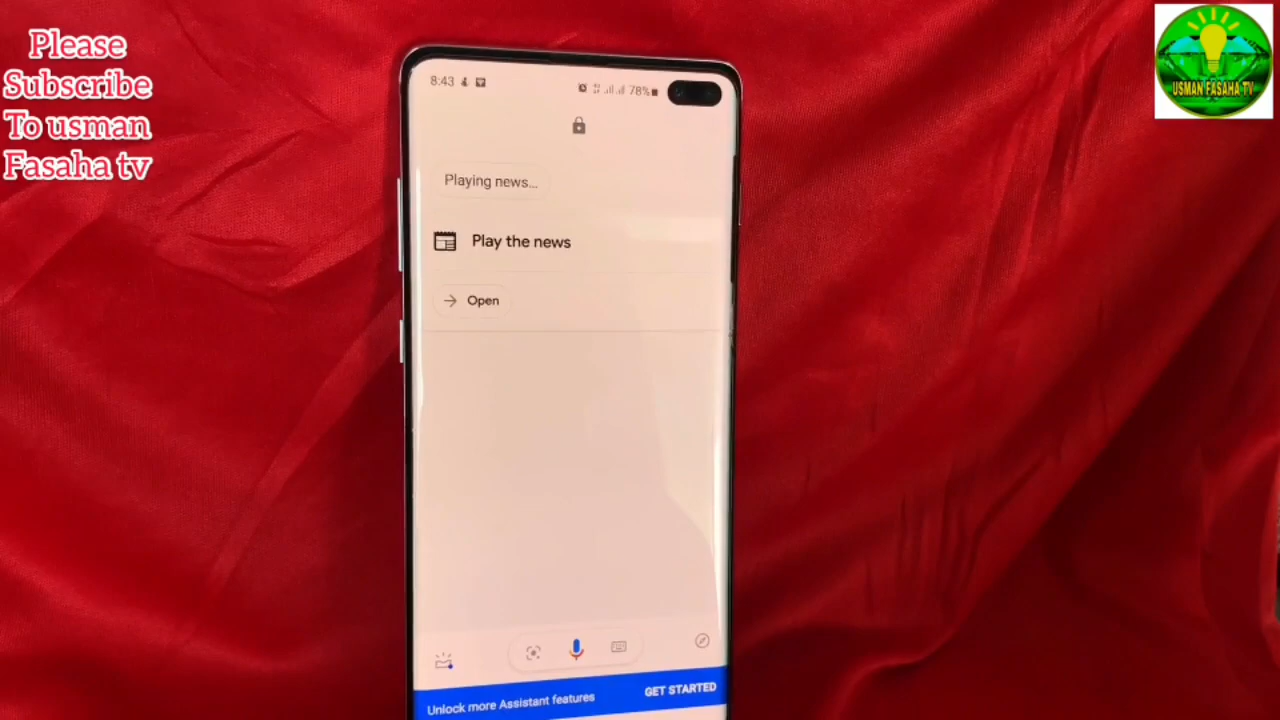 Please
Subscribe
To usman
Fasaha tv
USMAN FASAHA TV
8:43
78%
Playing news...
Play the news
Open
Unlock more Assistant features
GET STARTED